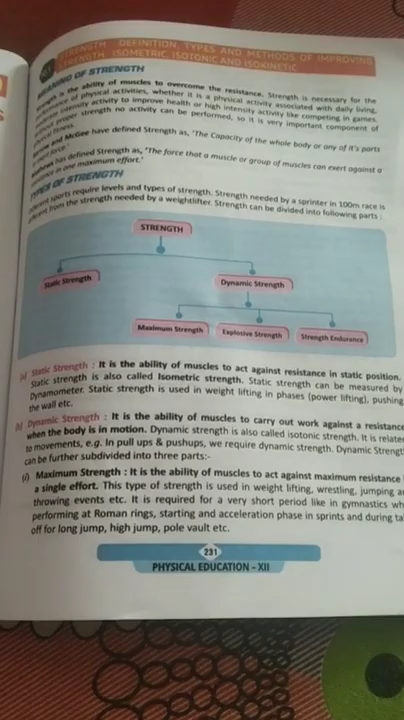 STRENGTH DEFINITION, TYPES AND METHODS OF IMPROVING
STRENGTH ISOMETRIC, ISOTONIC AND ISOKINETIC
MEANING OF STRENGTH
Strength is the ability of muscles to overcome the resistance. Strength is necessary for the
of physical activities, whether it is a physical activity associated with daily living,
intensity activity to improve health or high intensity activity like competing in games.
proper strength no activity can be performed, so it is very important component of
physical fitness.
and McGee have defined Strength as, 'The Capacity of the whole body or any of it's parts
force.'
has defined Strength as, "The force that a muscle or group of muscles can exert against a
in one maximum effort.'
TYPES OF STRENGTH
sports require levels and types of strength. Strength needed by a sprinter in 100m race is
from the strength needed by a weightlifter. Strength can be divided into following parts :
STRENGTH
Static Strength
Dynamic Strength
Maximum Strength
Explosive Strength
Strength Endurance
(a) Static Strength : It is the ability of muscles to act against resistance in static position.
Static strength is also called Isometric strength. Static strength can be measured by
Dynamometer. Static strength is used in weight lifting in phases (power lifting), pushing
the wall etc.
(b) Dynamic Strength : It is the ability of muscles to carry out work against a resistance
when the body is in motion. Dynamic strength is also called isotonic strength. It is relate
to movements, e.g. In pull ups & pushups, we require dynamic strength. Dynamic Strengt
can be further subdivided into three parts:-
(i) Maximum Strength : It is the ability of muscles to act against maximum resistance
a single effort. This type of strength is used in weight lifting, wrestling, jumping a
throwing events etc. It is required for a very short period like in gymnastics wh
performing at Roman rings, starting and acceleration phase in sprints and during ta
off for long jump, high jump, pole vault etc.
231
PHYSICAL EDUCATION – XII